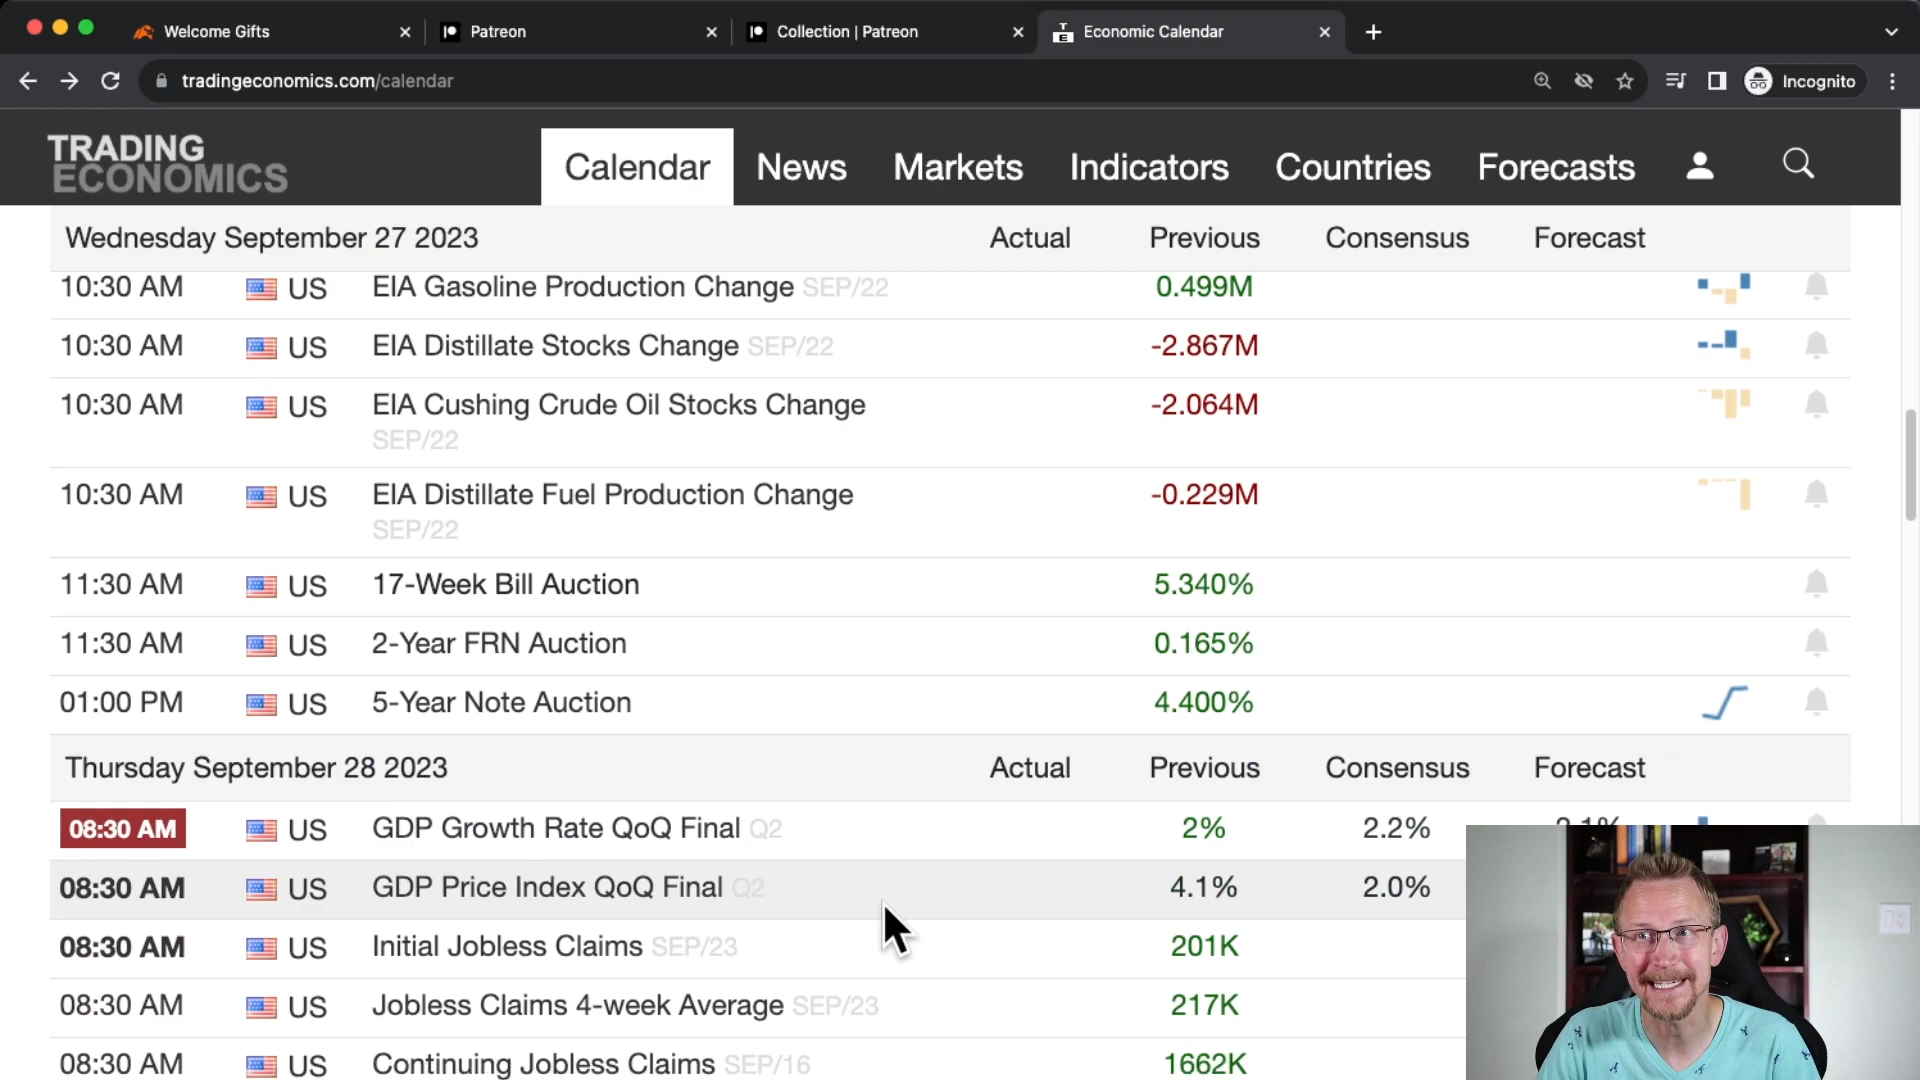 Welcome Gifts
Patreon
Collection | Patreon
Economic Calendar
tradingeconomics.com/calendar
Incognito
TRADING
ECONOMICS
Calendar
News
Markets
Indicators
Countries
Forecasts
Wednesday September 27 2023 Actual Previous Consensus Forecast
10:30 AM US EIA Gasoline Production Change SEP/22 0.499M
10:30 AM US EIA Distillate Stocks Change SEP/22 -2.867M
10:30 AM US EIA Cushing Crude Oil Stocks Change -2.064M
SEP/22
10:30 AM US EIA Distillate Fuel Production Change -0.229M
SEP/22
11:30 AM US 17-Week Bill Auction 5.340%
11:30 AM US 2-Year FRN Auction 0.165%
01:00 PM US 5-Year Note Auction 4.400%
Thursday September 28 2023 Actual Previous Consensus Forecast
08:30 AM US GDP Growth Rate QoQ Final Q2 2% 2.2%
08:30 AM US GDP Price Index QoQ Final Q2 4.1% 2.0%
08:30 AM US Initial Jobless Claims SEP/23 201K
08:30 AM US Jobless Claims 4-week Average SEP/23 217K
08:30 AM US Continuing Jobless Claims SEP/16 1662K